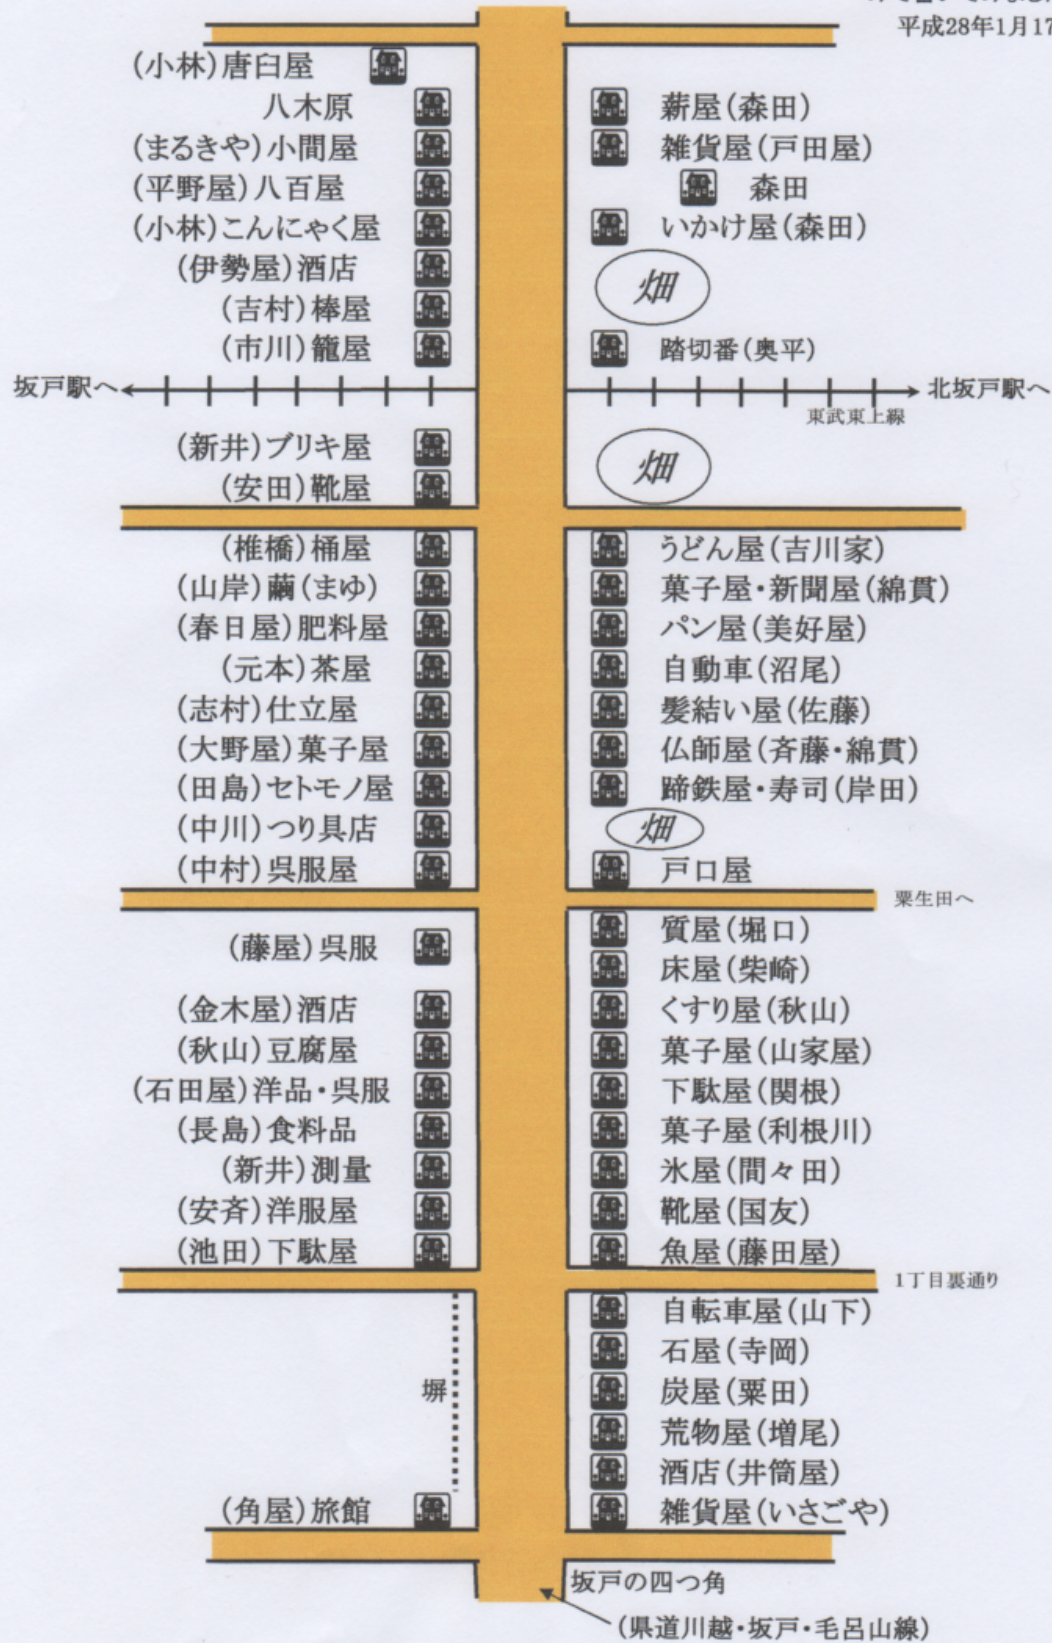 平成28年1月17
(小林)唐臼屋
八木原
薪屋(森田)
(まるきや)小間屋
雑貨屋(戸田屋)
(平野屋)八百屋
森田
(小林)こんにゃく屋
いかけ屋(森田)
(伊勢屋)酒店
畑
(吉村)棒屋
(市川)籠屋
踏切番(奥平)
坂戸駅へ
北坂戸駅へ
東武東上線
(新井)ブリキ屋
畑
(安田)靴屋
(椎橋)桶屋
うどん屋(吉川家)
(山岸)繭(まゆ)
菓子屋・新聞屋(綿貫)
(春日屋)肥料屋
パン屋(美好屋)
(元本)茶屋
自動車(沼尾)
(志村)仕立屋
髪結い屋(佐藤)
(大野屋)菓子屋
仏師屋(斉藤・綿貫)
(田島)セトモノ屋
蹄鉄屋・寿司(岸田)
(中川)つり具店
畑
(中村)呉服屋
戸口屋
粟生田へ
質屋(堀口)
(藤屋)呉服
床屋(柴崎)
(金木屋)酒店
くすり屋(秋山)
(秋山)豆腐屋
菓子屋(山家屋)
(石田屋)洋品・呉服
下駄屋(関根)
(長島)食料品
菓子屋(利根川)
(新井)測量
氷屋(間々田)
(安斉)洋服屋
靴屋(国友)
(池田)下駄屋
魚屋(藤田屋)
1丁目裏通り
自転車屋(山下)
石屋(寺岡)
塀
炭屋(粟田)
荒物屋(増尾)
酒店(井筒屋)
(角屋)旅館
雑貨屋(いさごや)
坂戸の四つ角
(県道川越・坂戸・毛呂山線)